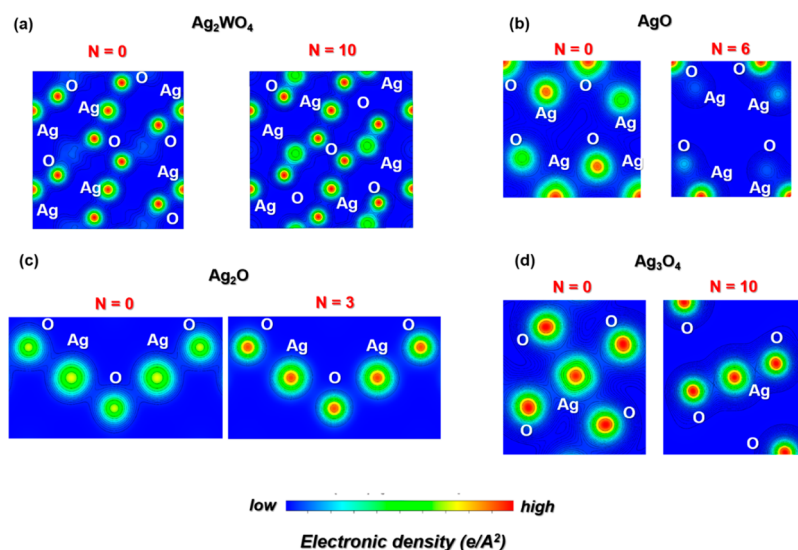 (a)
Ag₂WO₄
N = 0
N = 10
O
Ag
Ag
Ag
O
O
Ag
Ag
O
O
Ag
Ag
Ag
O
O
Ag
O
Ag
(b)
AgO
N = 0
N = 6
O
O
Ag
Ag
O
Ag
Ag
O
O
Ag
Ag
O
O
Ag
Ag
(c)
Ag₂O
N = 0
N = 3
O
O
Ag
Ag
O
O
O
Ag
Ag
O
(d)
Ag₃O₄
N = 0
N = 10
O
O
Ag
O
O
O
O
Ag
O
O
low
high
Electronic density (e/A²)